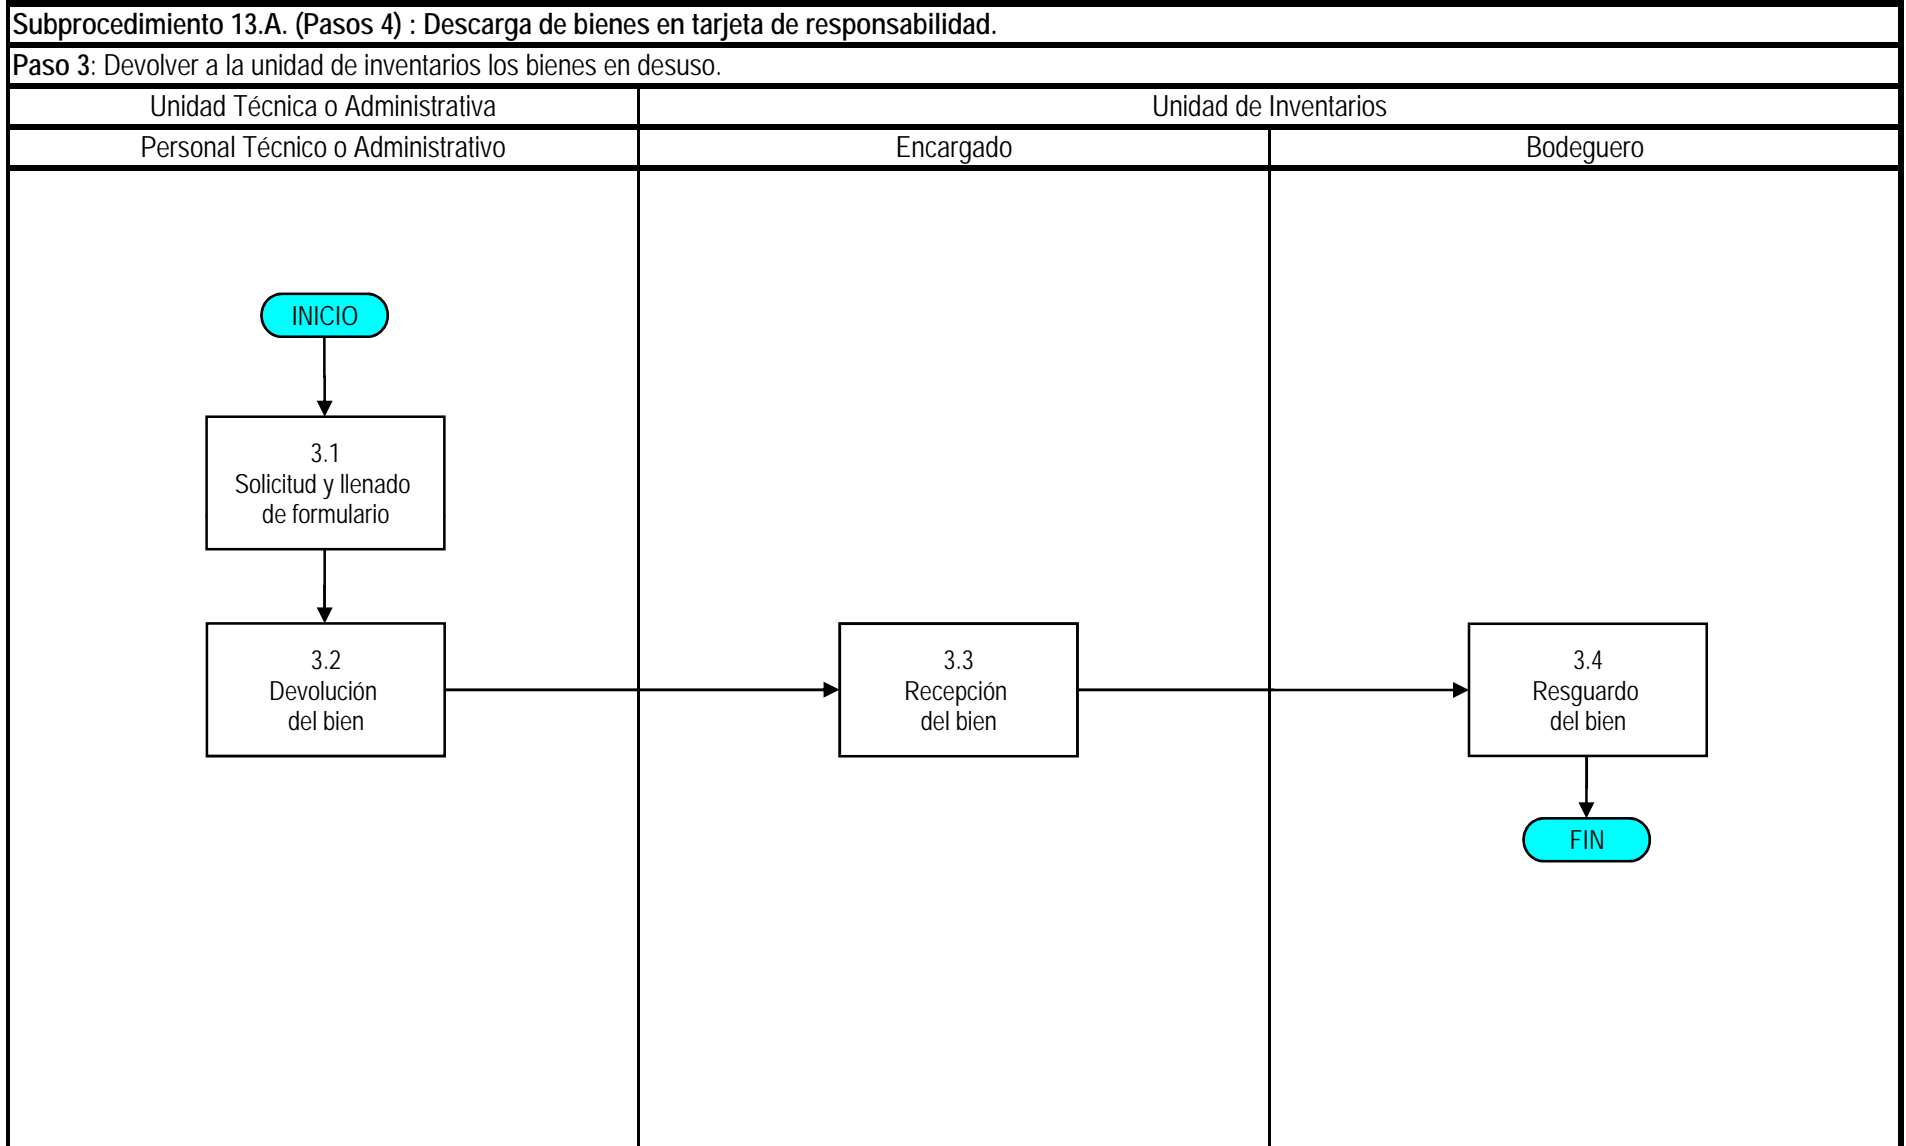 Subprocedimiento 13.A. (Pasos 4) : Descarga de bienes en tarjeta de responsabilidad.
Paso 3: Devolver a la unidad de inventarios los bienes en desuso.
Unidad Técnica o Administrativa
Unidad de Inventarios
Personal Técnico o Administrativo
Encargado
Bodeguero
INICIO
3.1
Solicitud y llenado
de formulario
3.2
Devolución
del bien
3.3
Recepción
del bien
3.4
Resguardo
del bien
FIN